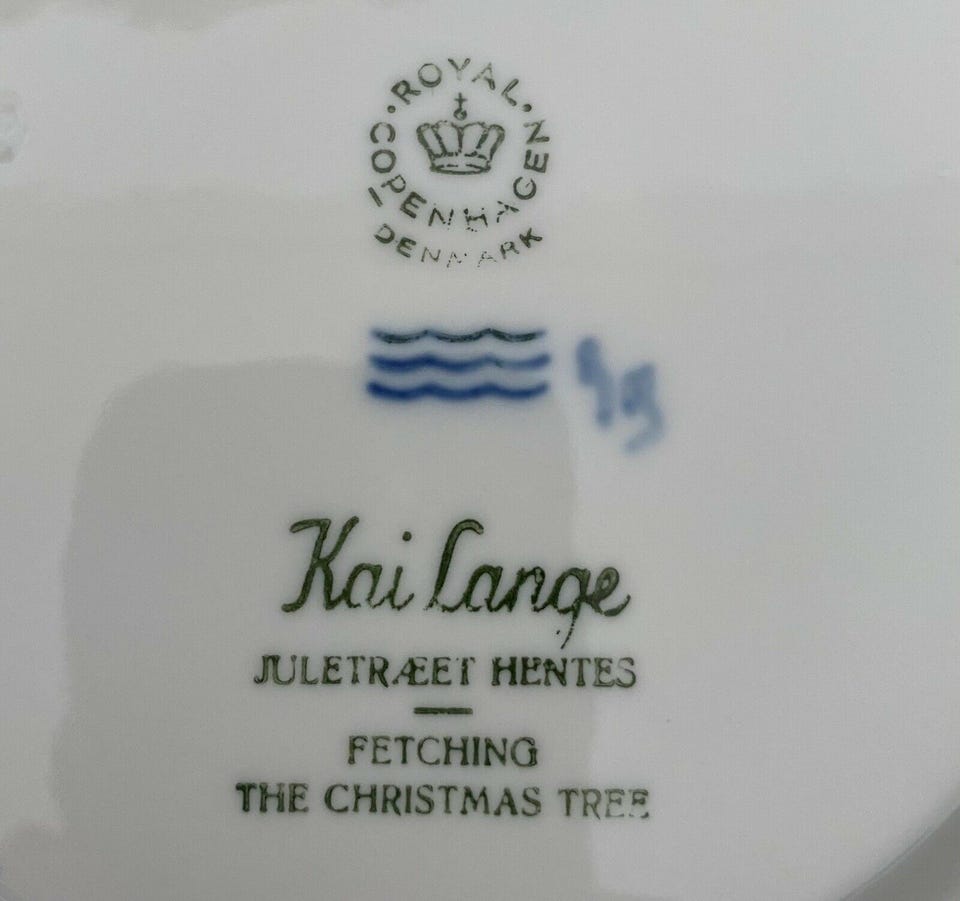 ROYAL
COPENHAGEN
DENMARK
Kai Lange
JULETRÆET HENTES
FETCHING
THE CHRISTMAS TREE